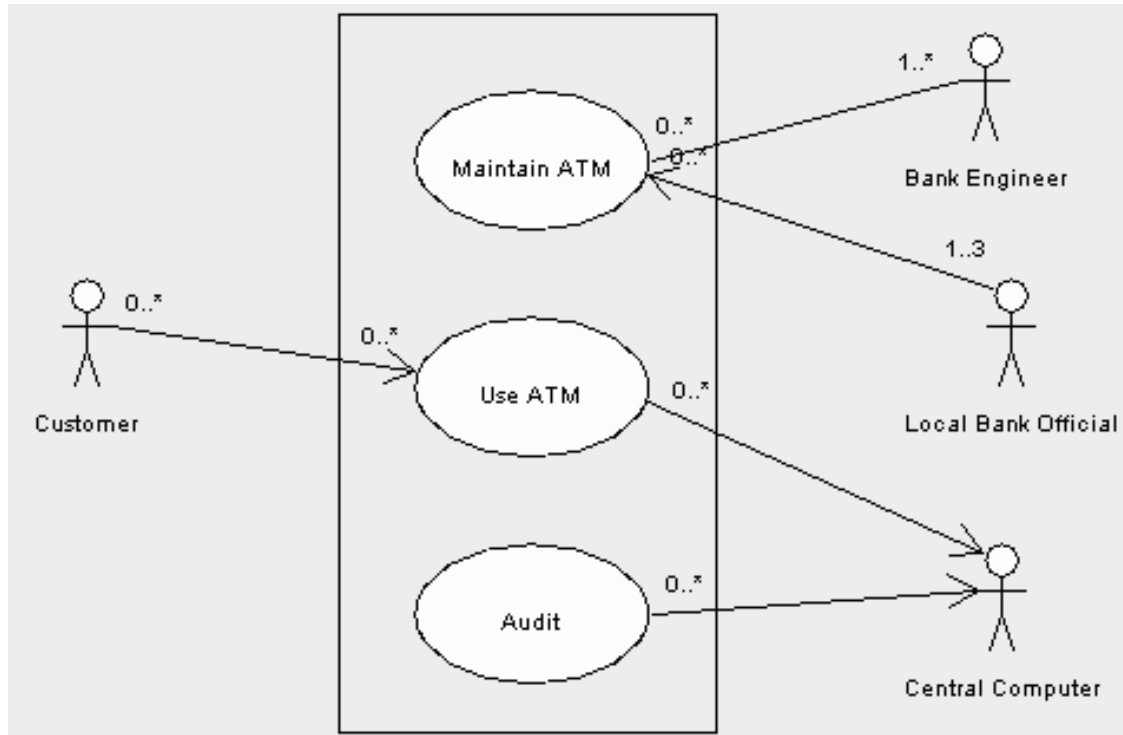 1..*
0..*
Maintain ATM
0..*
Bank Engineer
1..3
0..*
0..*
Use ATM
0..*
Customer
Local Bank Official
0..*
Audit
Central Computer